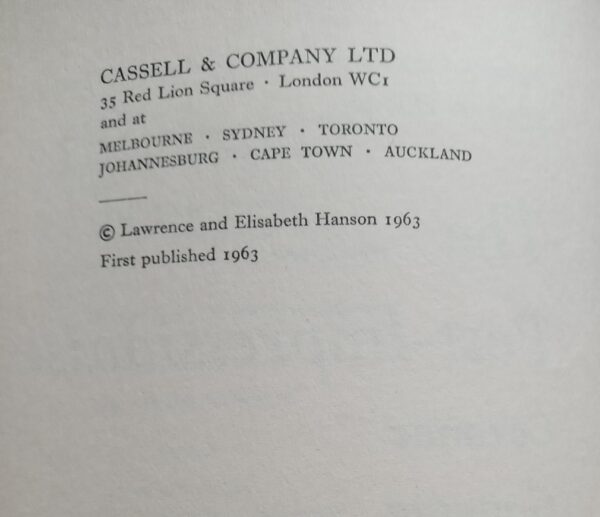 CASSELL & COMPANY LTD
35 Red Lion Square · London WC1
and at
MELBOURNE · SYDNEY · TORONTO
JOHANNESBURG · CAPE TOWN · AUCKLAND
© Lawrence and Elisabeth Hanson 1963
First published 1963